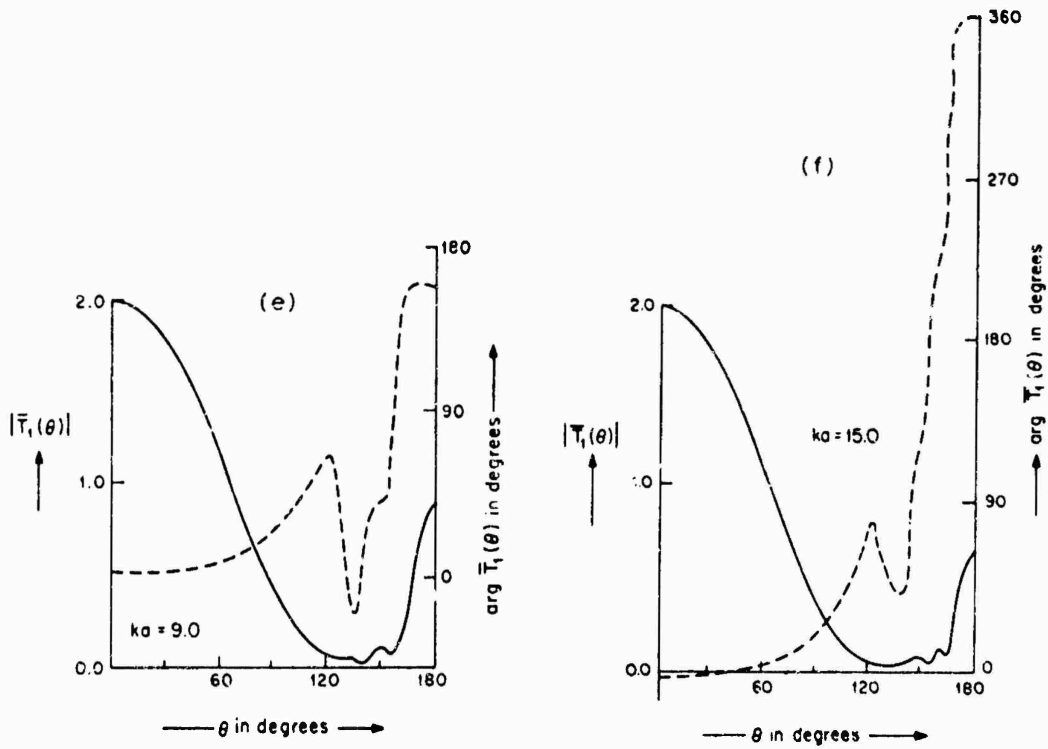 (e)
180
90
0
2.0
1.0
0.0
|T̄₁(θ)|
arg T̄₁(θ) in degrees
ka = 9.0
60
120
180
θ in degrees
(f)
360
270
180
90
0
2.0
1.0
0.0
|T̄₁(θ)|
arg T̄₁(θ) in degrees
ka = 15.0
60
120
180
θ in degrees